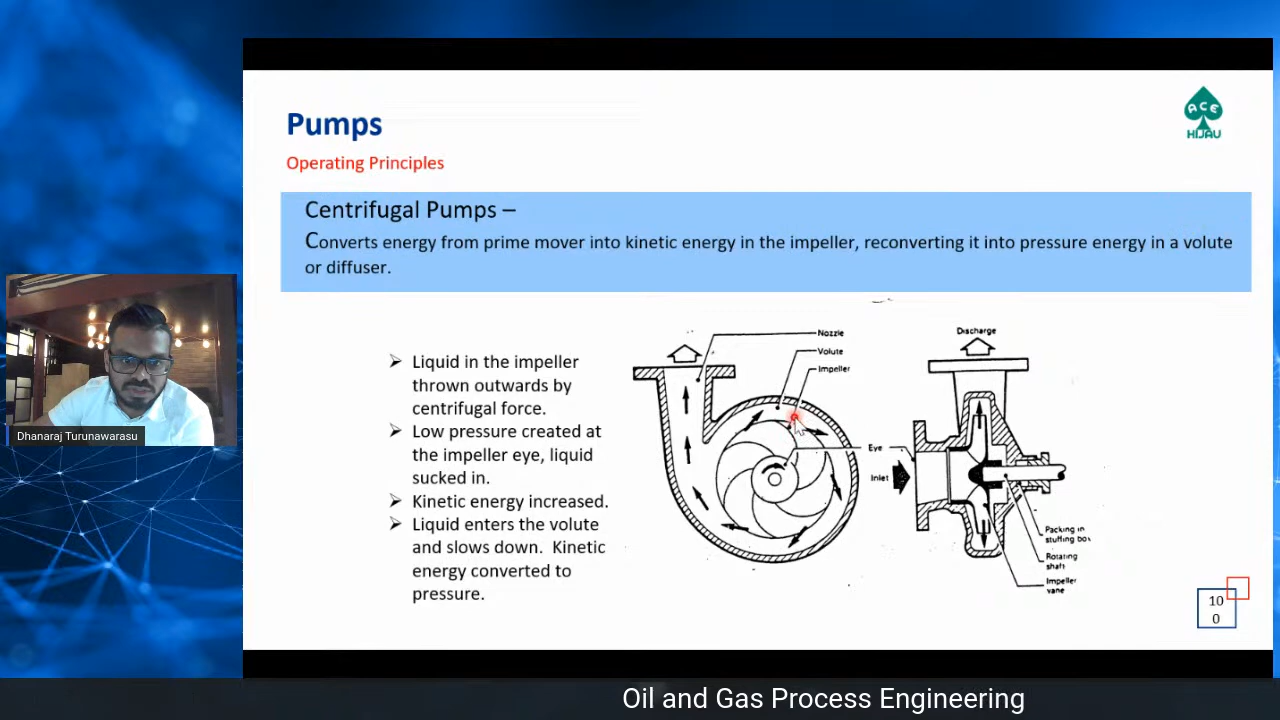 Pumps
ACE
HIJAU
Operating Principles
Centrifugal Pumps –
Converts energy from prime mover into kinetic energy in the impeller, reconverting it into pressure energy in a volute
or diffuser.
Liquid in the impeller
thrown outwards by
centrifugal force.
Low pressure created at
the impeller eye, liquid
sucked in.
Kinetic energy increased.
Liquid enters the volute
and slows down. Kinetic
energy converted to
pressure.
Nozzle
Volute
Impeller
Eye
Inlet
Discharge
Packing in
stuffing box
Rotating
shaft
Impeller
vane
10
0
Dhanaraj Turunawarasu
Oil and Gas Process Engineering